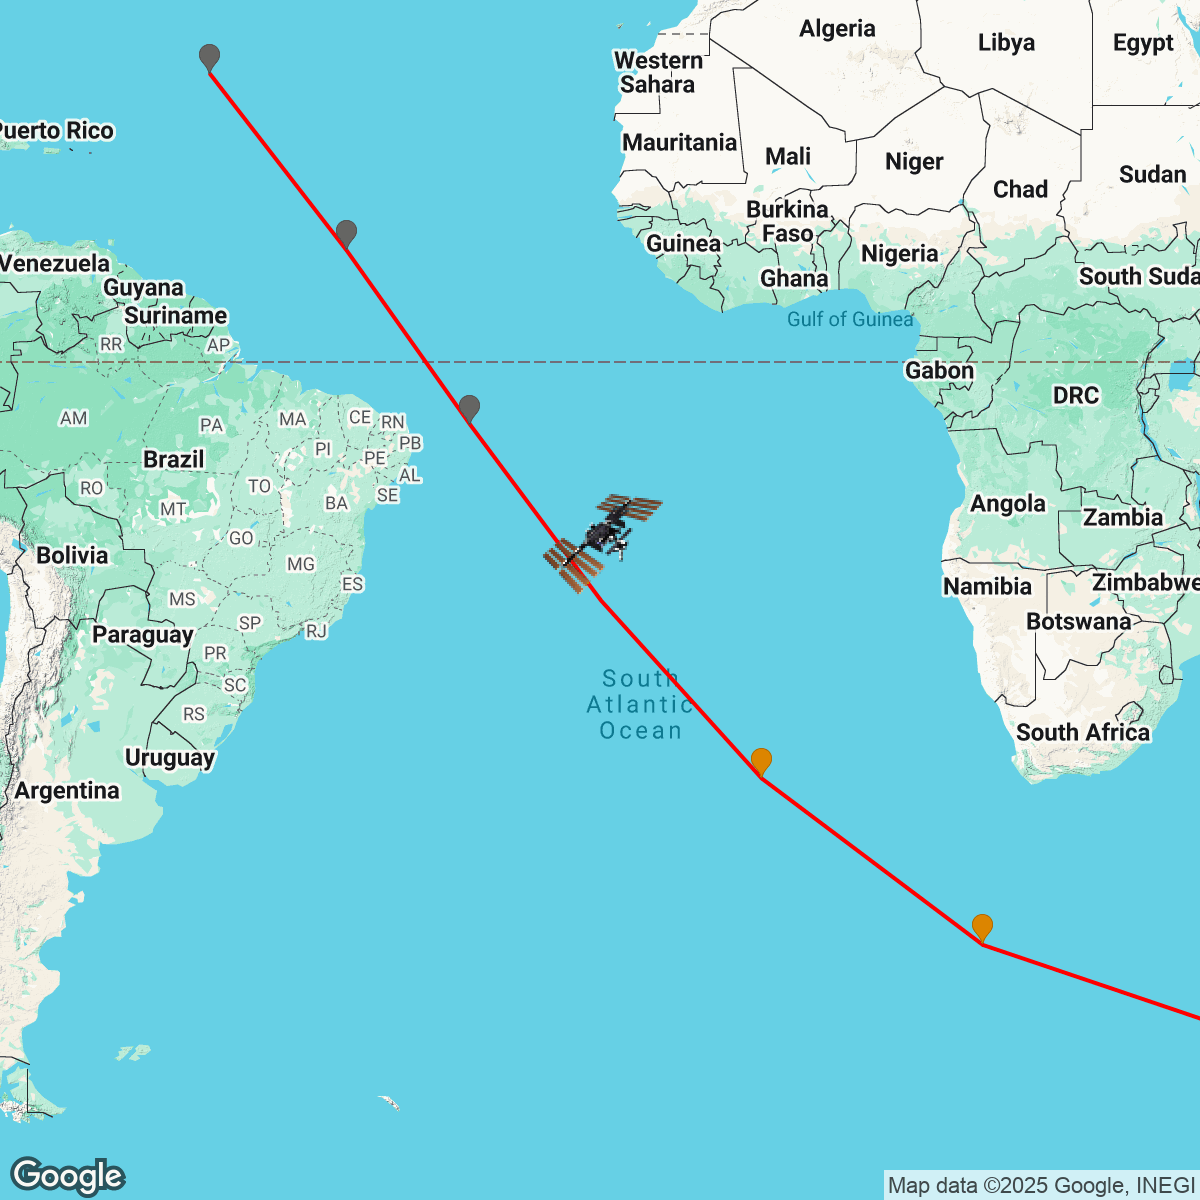 Algeria
Libya
Egypt
Western
Sahara
Puerto Rico
Mauritania
Mali
Niger
Chad
Sudan
Burkina
Faso
Guinea
Nigeria
Ghana
South Suda
Venezuela
Guyana
Suriname
Gulf of Guinea
RR
AP
Gabon
DRC
AM
PA
MA
CE
RN
PB
PI
PE
AL
Brazil
SE
RO
TO
BA
MT
Angola
Zambia
GO
Bolivia
MG
ES
Namibia
Zimbabwe
MS
SP
RJ
Botswana
Paraguay
PR
SC
South
Atlantic
Ocean
RS
South Africa
Uruguay
Argentina
Google
Map data ©2025 Google, INEGI